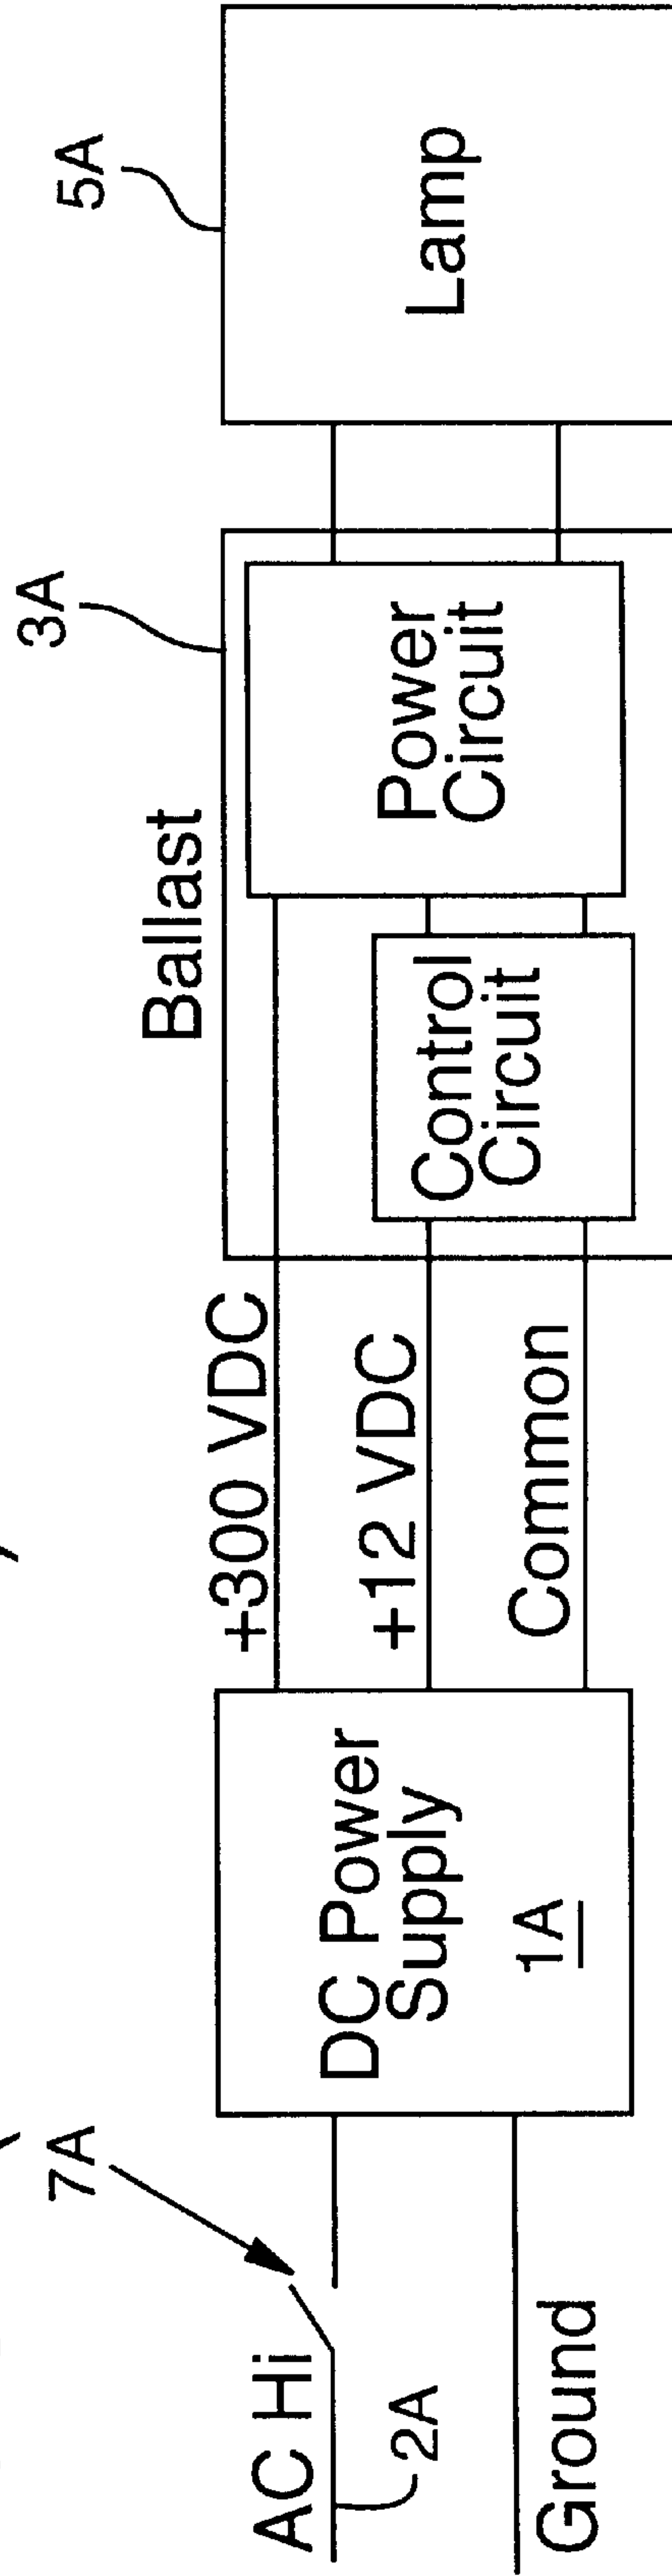 7A
AC Hi
2A
Ground
DC Power
Supply
1A
+300 VDC
+12 VDC
Common
Ballast
3A
Control
Circuit
Power
Circuit
5A
Lamp